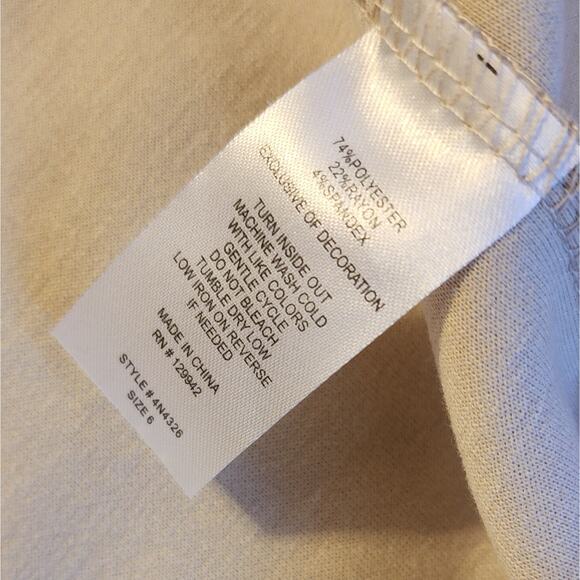 74%POLYESTER
22%RAYON
4%SPANDEX
EXCLUSIVE OF DECORATION
TURN INSIDE OUT
MACHINE WASH COLD
WITH LIKE COLORS
GENTLE CYCLE
DO NOT BLEACH
TUMBLE DRY LOW
LOW IRON ON REVERSE
IF NEEDED
MADE IN CHINA
RN# 129942
STYLE #4N4326
SIZE 6